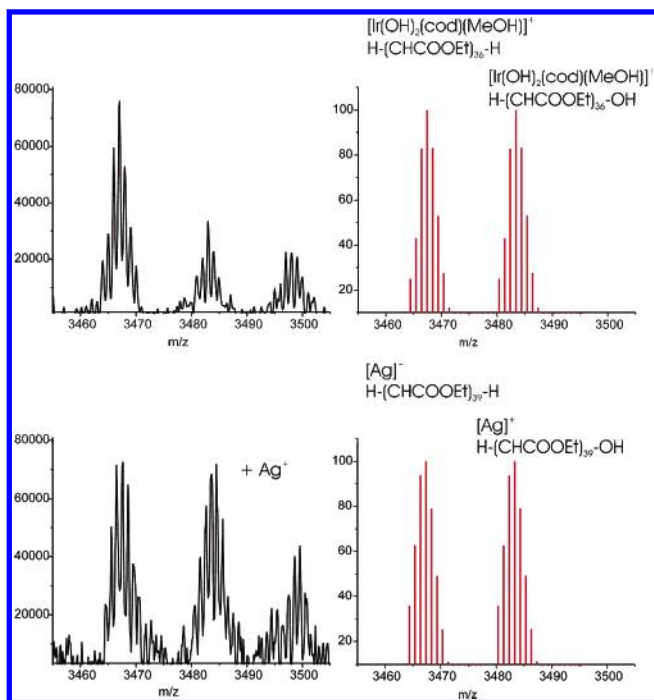 [Ir(OH)₂(cod)(MeOH)]⁺
H-(CHCOOEt)₃₆-H
[Ir(OH)₂(cod)(MeOH)]⁺
H-(CHCOOEt)₃₆-OH
80000
60000
40000
20000
3460 3470 3480 3490 3500
m/z
100
80
60
40
20
3460 3470 3480 3490 3500
m/z
[Ag]⁻
H-(CHCOOEt)₃₉-H
[Ag]⁺
H-(CHCOOEt)₃₉-OH
80000
+ Ag⁺
60000
40000
20000
3460 3470 3480 3490 3500
m/z
100
80
60
40
20
3460 3470 3480 3490 3500
m/z